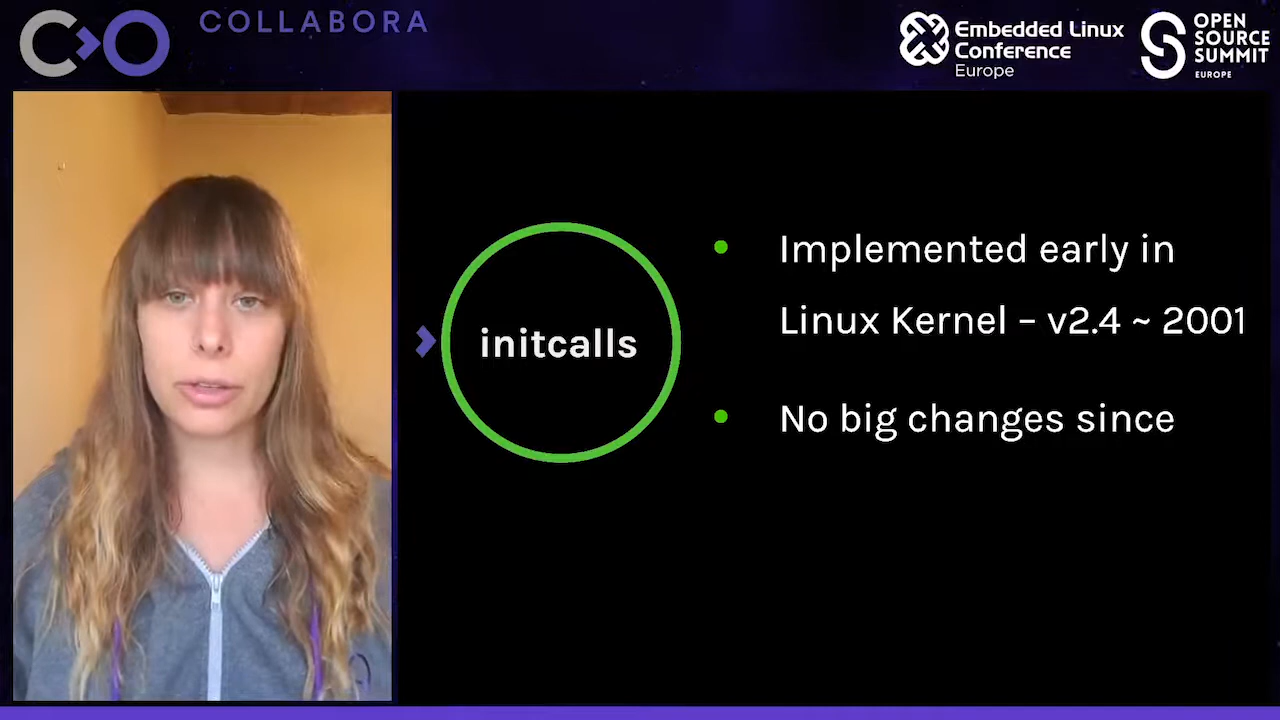 COLLABORA
Embedded Linux
Conference
Europe
OPEN
SOURCE
SUMMIT
EUROPE
initcalls
Implemented early in
Linux Kernel – v2.4 ~ 2001
No big changes since